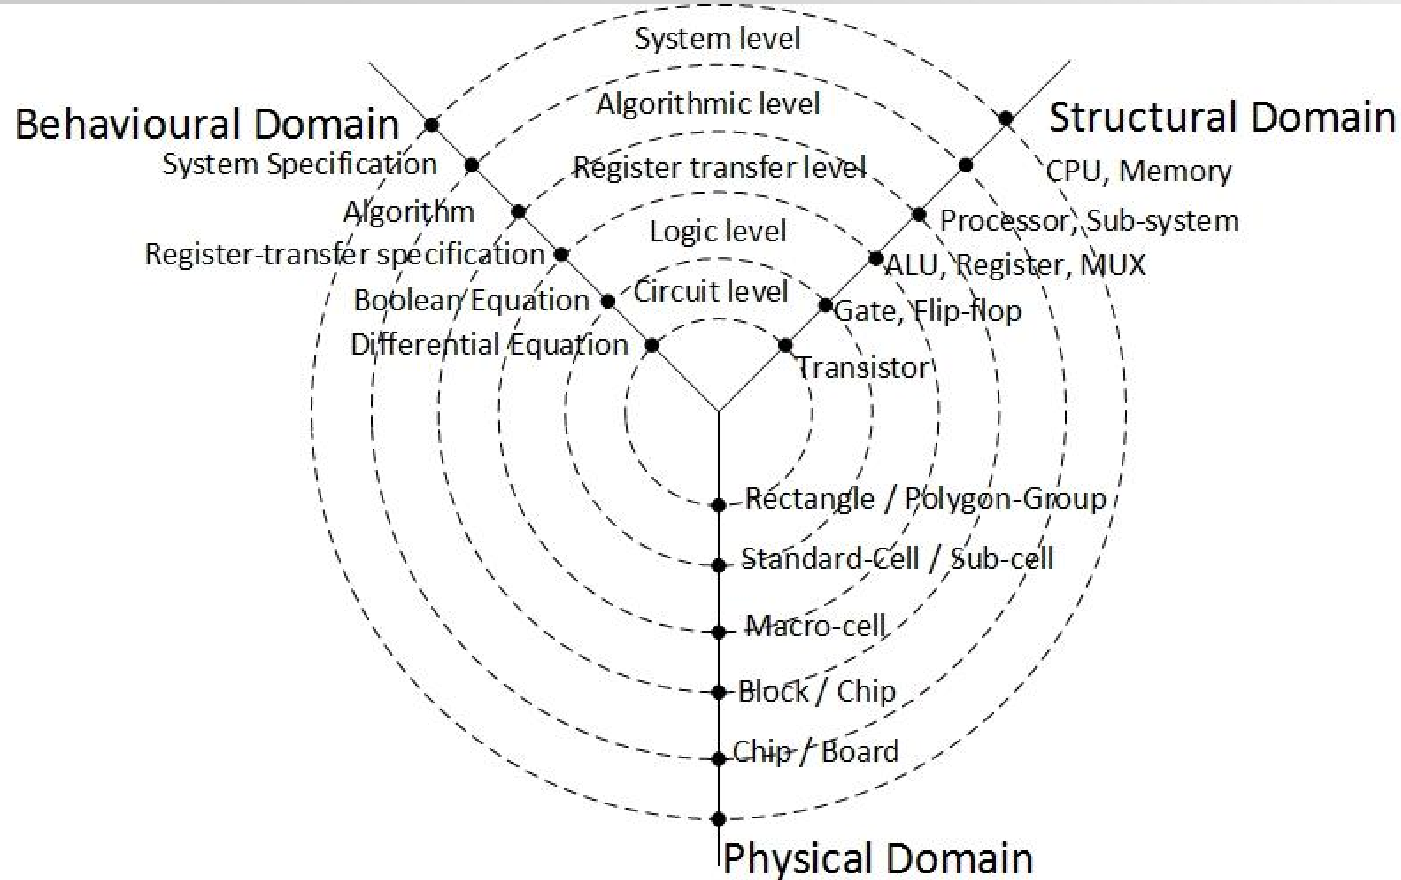 System level
Algorithmic level
Register transfer level
Logic level
Circuit level
Behavioural Domain
System Specification
Algorithm
Register-transfer specification
Boolean Equation
Differential Equation
Structural Domain
CPU, Memory
Processor, Sub-system
ALU, Register, MUX
Gate, Flip-flop
Transistor
Rectangle / Polygon-Group
Standard-Cell / Sub-cell
Macro-cell
Block / Chip
Chip / Board
Physical Domain